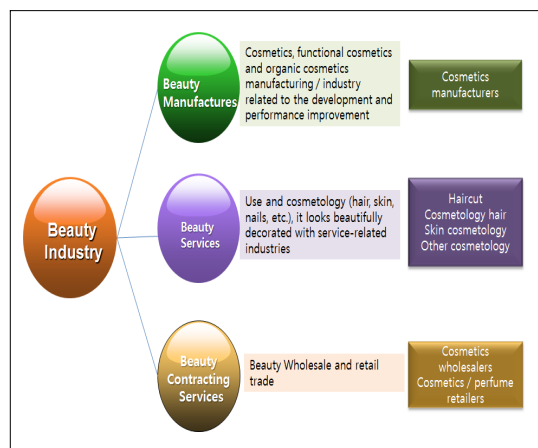 Beauty
Industry
Beauty
Manufactures
Cosmetics, functional cosmetics
and organic cosmetics
manufacturing / industry
related to the development and
performance improvement
Cosmetics
manufacturers
Beauty
Services
Use and cosmetology (hair, skin,
nails, etc.), it looks beautifully
decorated with service-related
industries
Haircut
Cosmetology hair
Skin cosmetology
Other cosmetology
Beauty
Contracting
Services
Beauty Wholesale and retail
trade
Cosmetics
wholesalers
Cosmetics / perfume
retailers